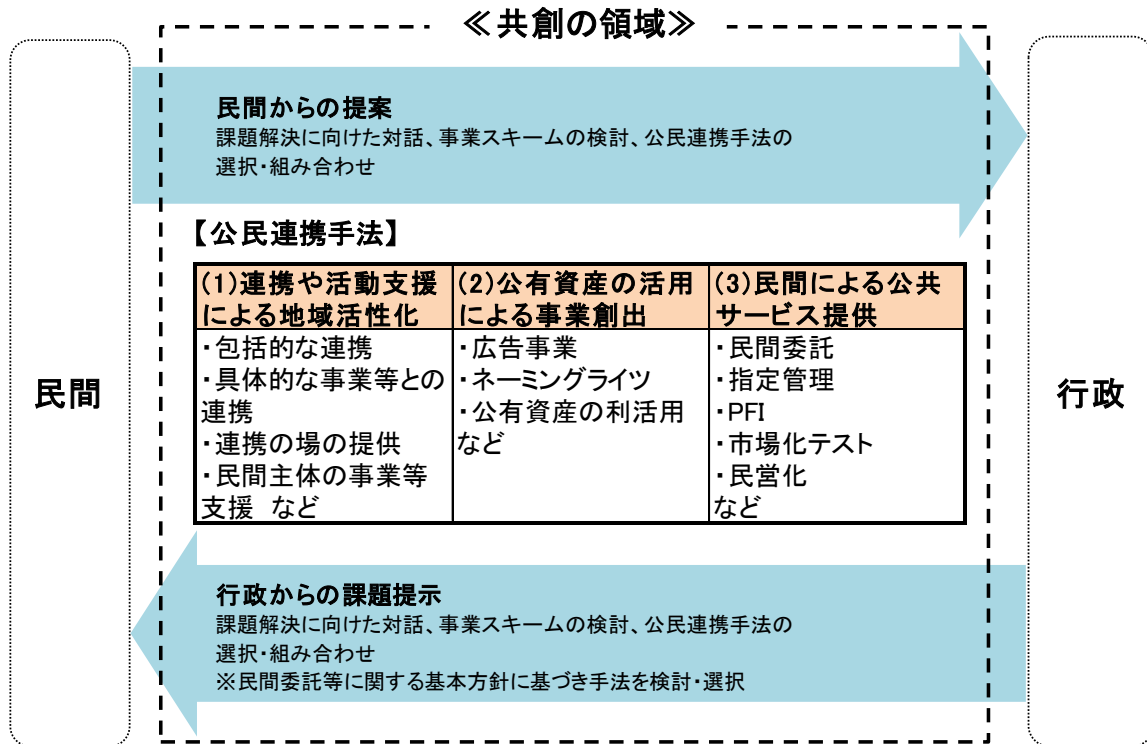 ≪共創の領域≫
民間からの提案
課題解決に向けた対話、事業スキームの検討、公民連携手法の
選択・組み合わせ
【公民連携手法】
(1)連携や活動支援
による地域活性化
・包括的な連携
・具体的な事業等との
連携
・連携の場の提供
・民間主体の事業等
支援 など
(2)公有資産の活用
による事業創出
・広告事業
・ネーミングライツ
・公有資産の利活用
など
(3)民間による公共
サービス提供
・民間委託
・指定管理
・PFI
・市場化テスト
・民営化
など
民間
行政
行政からの課題提示
課題解決に向けた対話、事業スキームの検討、公民連携手法の
選択・組み合わせ
※民間委託等に関する基本方針に基づき手法を検討・選択